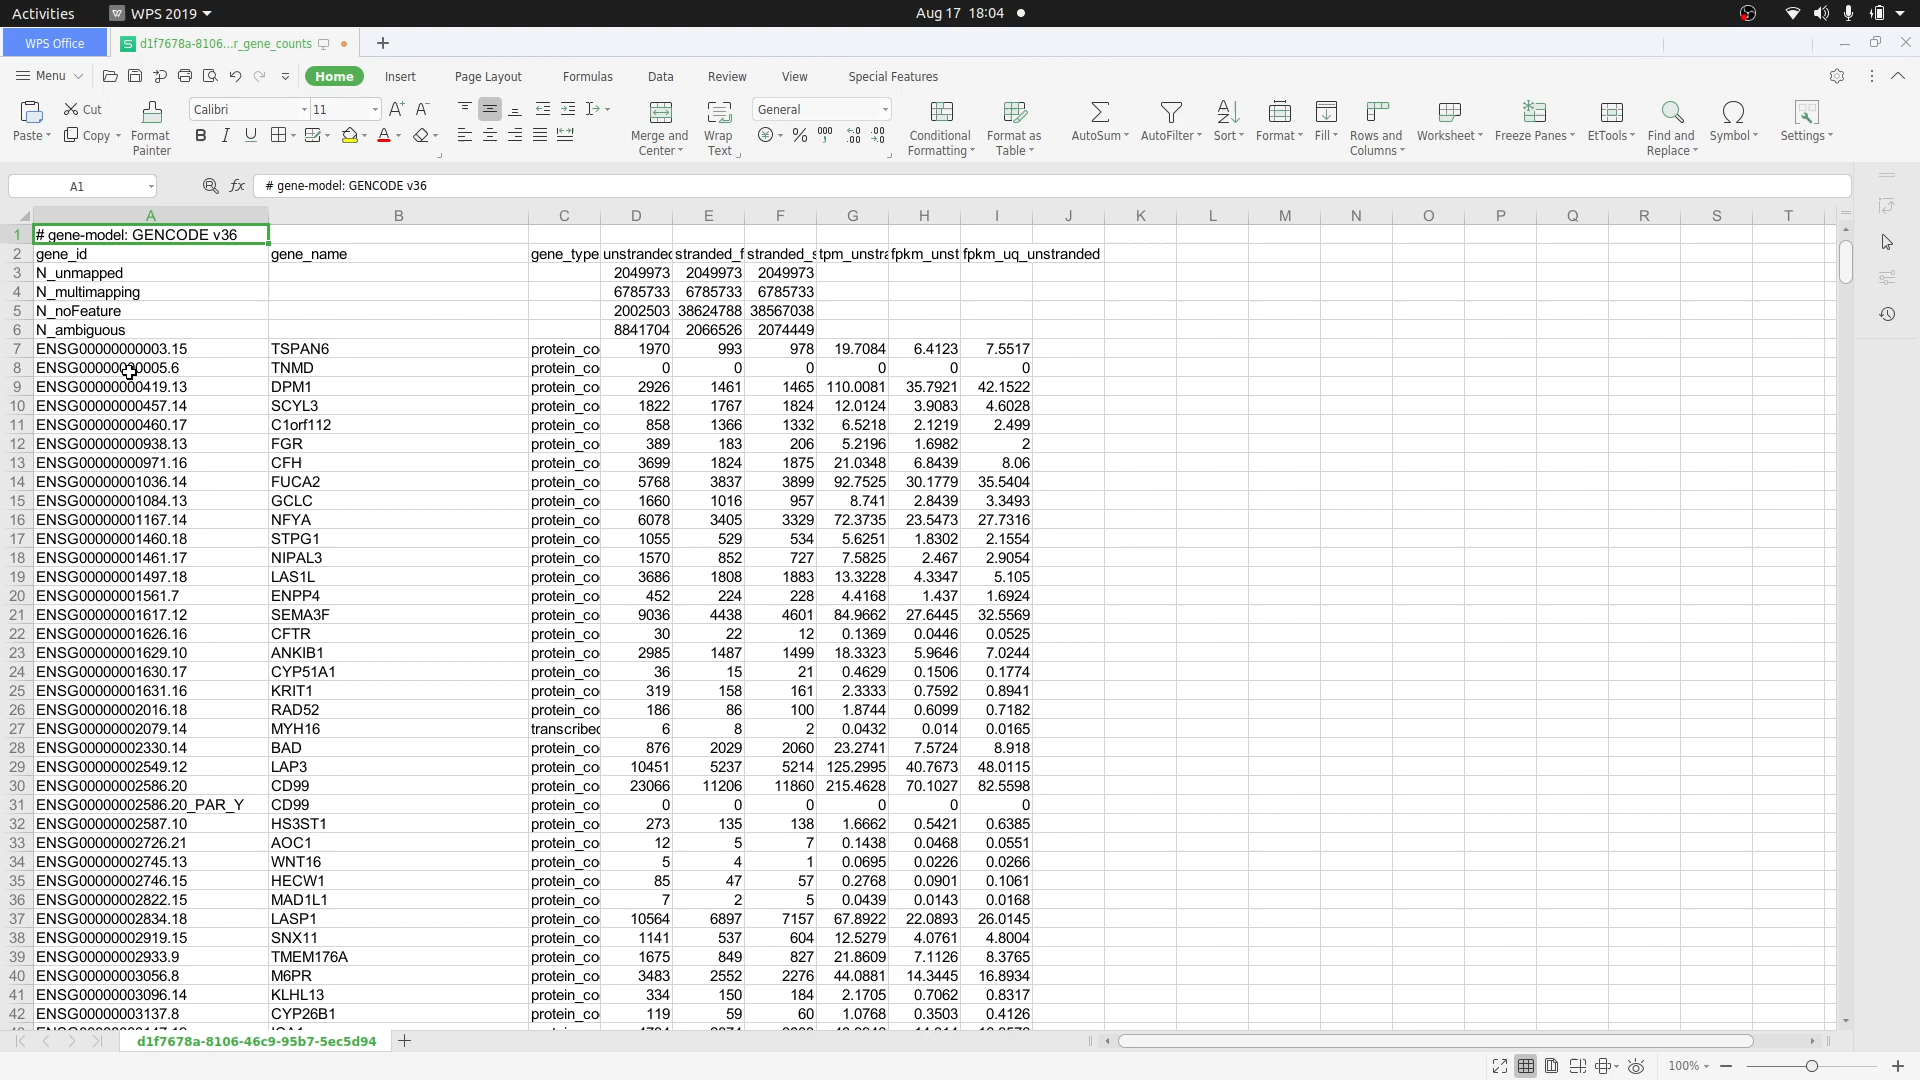 Activities WPS 2019 Aug 17 18:04
WPS Office d1f7678a-8106...r_gene_counts
Menu Home Insert Page Layout Formulas Data Review View Special Features
Cut Calibri 11 General
Paste Copy Format Painter Merge and Center Wrap Text Conditional Formatting Format as Table AutoSum AutoFilter Sort Format Fill Rows and Columns Worksheet Freeze Panes EtTools Find and Replace Symbol Settings
A1 fx # gene-model: GENCODE v36
A B C D E F G H I J K L M N O P Q R S T
1 # gene-model: GENCODE v36
2 gene_id gene_name gene_type unstranded stranded_f stranded_s tpm_unstra fpkm_unst fpkm_uq_unstranded
3 N_unmapped 2049973 2049973 2049973
4 N_multimapping 6785733 6785733 6785733
5 N_noFeature 2002503 38624788 38567038
6 N_ambiguous 8841704 2066526 2074449
7 ENSG00000000003.15 TSPAN6 protein_co 1970 993 978 19.7084 6.4123 7.5517
8 ENSG00000000005.6 TNMD protein_co 0 0 0 0 0 0
9 ENSG00000000419.13 DPM1 protein_co 2926 1461 1465 110.0081 35.7921 42.1522
10 ENSG00000000457.14 SCYL3 protein_co 1822 1767 1824 12.0124 3.9083 4.6028
11 ENSG00000000460.17 C1orf112 protein_co 858 1366 1332 6.5218 2.1219 2.499
12 ENSG00000000938.13 FGR protein_co 389 183 206 5.2196 1.6982 2
13 ENSG00000000971.16 CFH protein_co 3699 1824 1875 21.0348 6.8439 8.06
14 ENSG00000001036.14 FUCA2 protein_co 5768 3837 3899 92.7525 30.1779 35.5404
15 ENSG00000001084.13 GCLC protein_co 1660 1016 957 8.741 2.8439 3.3493
16 ENSG00000001167.14 NFYA protein_co 6078 3405 3329 72.3735 23.5473 27.7316
17 ENSG00000001460.18 STPG1 protein_co 1055 529 534 5.6251 1.8302 2.1554
18 ENSG00000001461.17 NIPAL3 protein_co 1570 852 727 7.5825 2.467 2.9054
19 ENSG00000001497.18 LAS1L protein_co 3686 1808 1883 13.3228 4.3347 5.105
20 ENSG00000001561.7 ENPP4 protein_co 452 224 228 4.4168 1.437 1.6924
21 ENSG00000001617.12 SEMA3F protein_co 9036 4438 4601 84.9662 27.6445 32.5569
22 ENSG00000001626.16 CFTR protein_co 30 22 12 0.1369 0.0446 0.0525
23 ENSG00000001629.10 ANKIB1 protein_co 2985 1487 1499 18.3323 5.9646 7.0244
24 ENSG00000001630.17 CYP51A1 protein_co 36 15 21 0.4629 0.1506 0.1774
25 ENSG00000001631.16 KRIT1 protein_co 319 158 161 2.3333 0.7592 0.8941
26 ENSG00000002016.18 RAD52 protein_co 186 86 100 1.8744 0.6099 0.7182
27 ENSG00000002079.14 MYH16 transcribed 6 8 2 0.0432 0.014 0.0165
28 ENSG00000002330.14 BAD protein_co 876 2029 2060 23.2741 7.5724 8.918
29 ENSG00000002549.12 LAP3 protein_co 10451 5237 5214 125.2995 40.7673 48.0115
30 ENSG00000002586.20 CD99 protein_co 23066 11206 11860 215.4628 70.1027 82.5598
31 ENSG00000002586.20_PAR_Y CD99 protein_co 0 0 0 0 0 0
32 ENSG00000002587.10 HS3ST1 protein_co 273 135 138 1.6662 0.5421 0.6385
33 ENSG00000002726.21 AOC1 protein_co 12 5 7 0.1438 0.0468 0.0551
34 ENSG00000002745.13 WNT16 protein_co 5 4 1 0.0695 0.0226 0.0266
35 ENSG00000002746.15 HECW1 protein_co 85 47 57 0.2768 0.0901 0.1061
36 ENSG00000002822.15 MAD1L1 protein_co 7 2 5 0.0439 0.0143 0.0168
37 ENSG00000002834.18 LASP1 protein_co 10564 6897 7157 67.8922 22.0893 26.0145
38 ENSG00000002919.15 SNX11 protein_co 1141 537 604 12.5279 4.0761 4.8004
39 ENSG00000002933.9 TMEM176A protein_co 1675 849 827 21.8609 7.1126 8.3765
40 ENSG00000003056.8 M6PR protein_co 3483 2552 2276 44.0881 14.3445 16.8934
41 ENSG00000003096.14 KLHL13 protein_co 334 150 184 2.1705 0.7062 0.8317
42 ENSG00000003137.8 CYP26B1 protein_co 119 59 60 1.0768 0.3503 0.4126
d1f7678a-8106-46c9-95b7-5ec5d94
100%